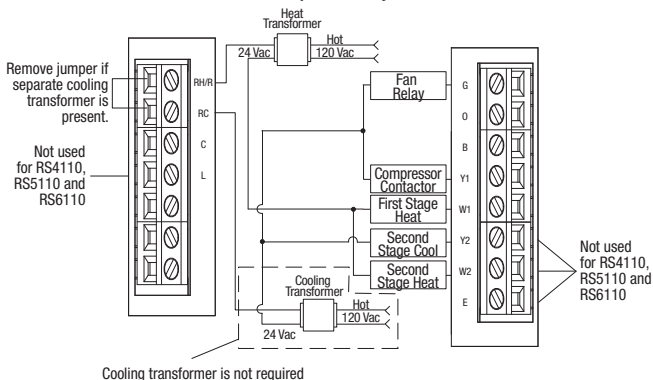 Heat
Transformer
24 Vac
Hot
120 Vac
Remove jumper if
separate cooling
transformer is
present.
RH/R
RC
C
L
Not used
for RS4110,
RS5110 and
RS6110
Fan
Relay
Compressor
Contactor
First Stage
Heat
Second
Stage Cool
Second
Stage Heat
G
O
B
Y1
W1
Y2
W2
E
Not used
for RS4110,
RS5110 and
RS6110
Cooling
Transformer
Hot
120 Vac
24 Vac
Cooling transformer is not required